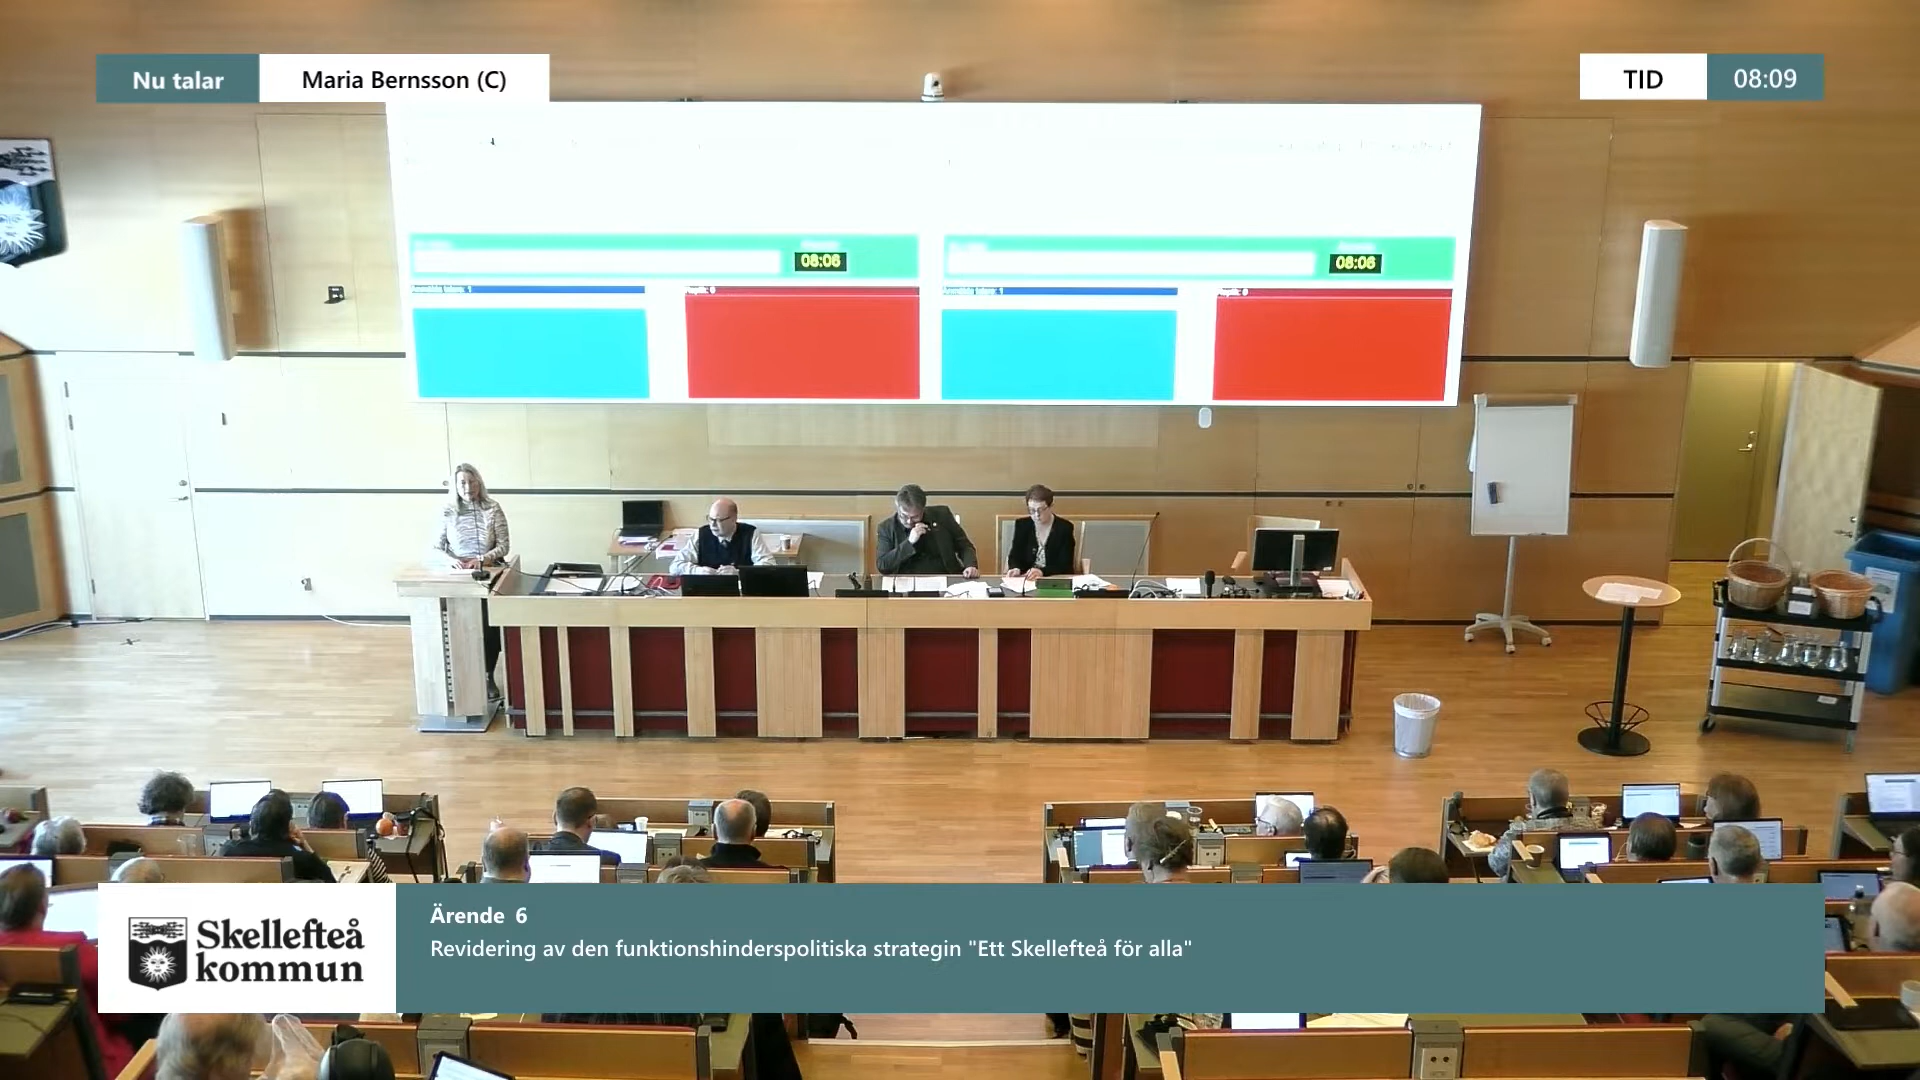 Nu talar
Maria Bernsson (C)
TID
08:09
08:06
08:06
Skellefteå
kommun
Ärende 6
Revidering av den funktionshinderspolitiska strategin "Ett Skellefteå för alla"